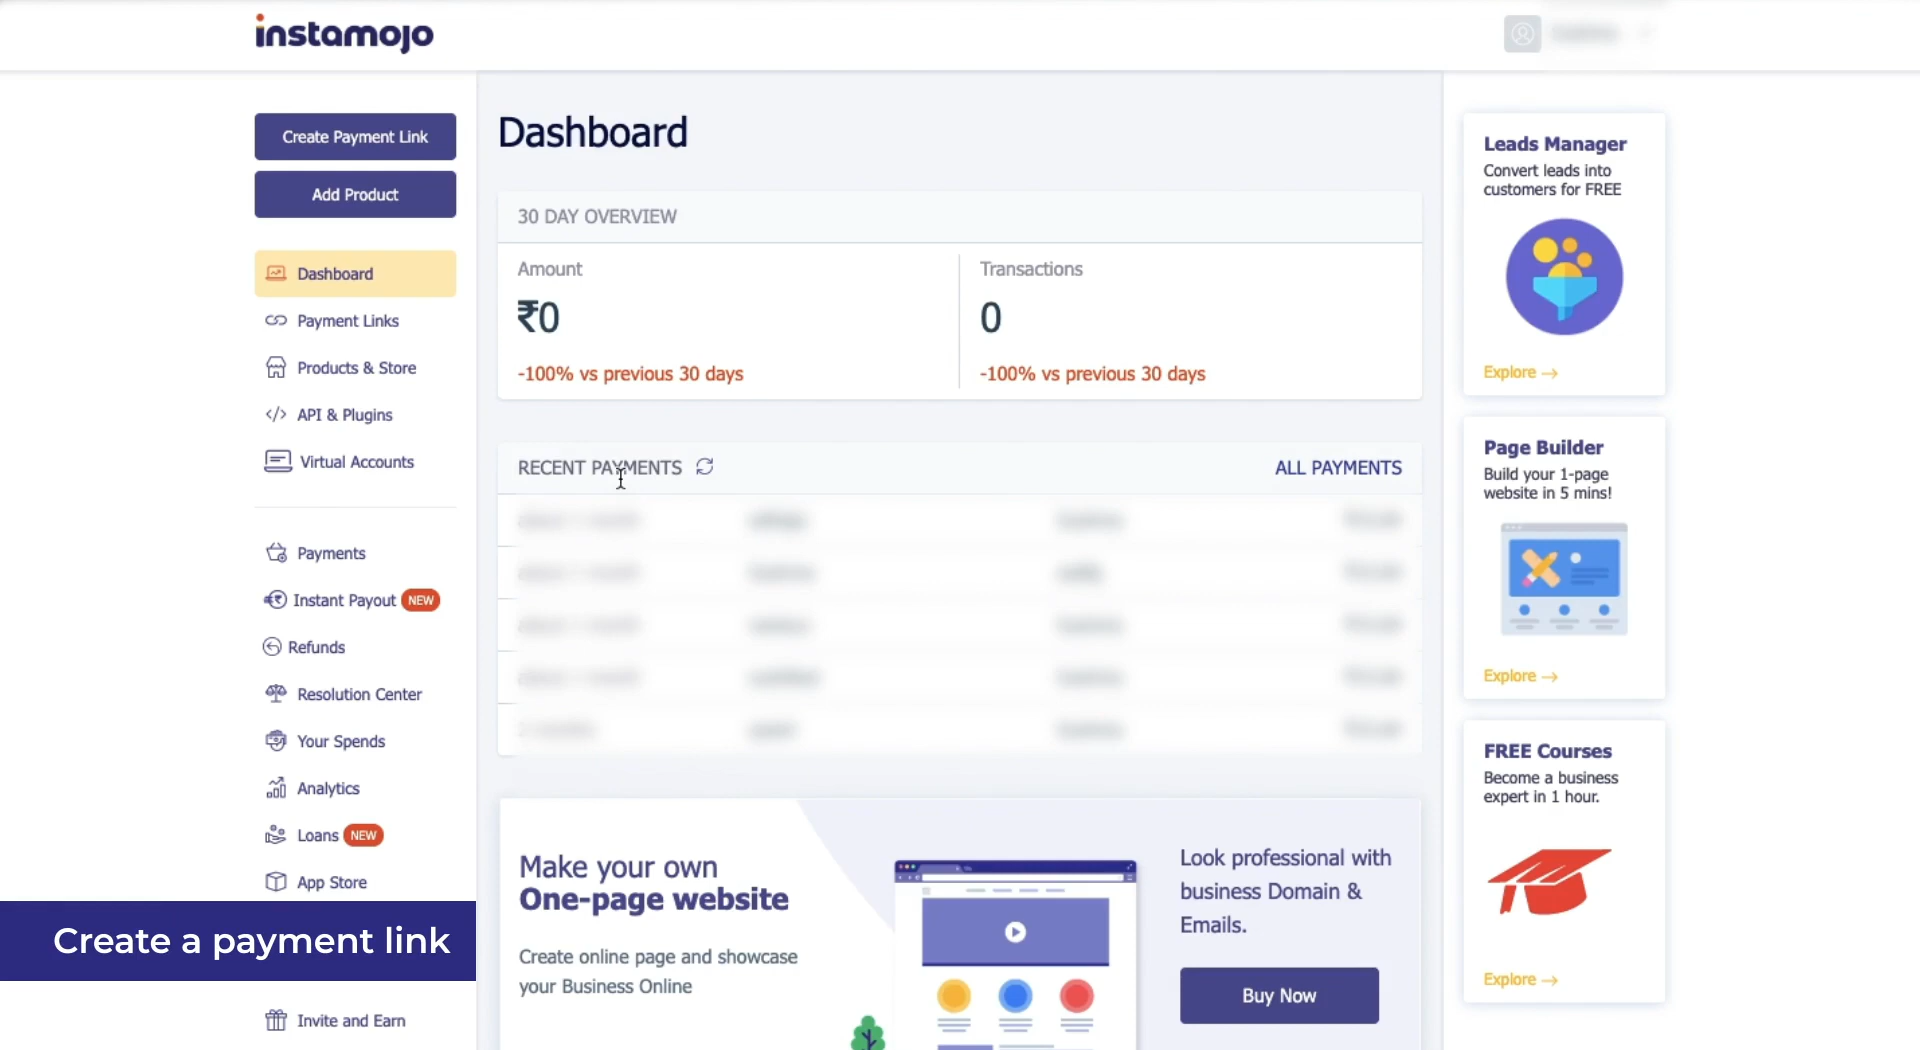 instamojo
Create Payment Link
Add Product
Dashboard
Payment Links
Products & Store
API & Plugins
Virtual Accounts
Payments
Instant Payout NEW
Refunds
Resolution Center
Your Spends
Analytics
Loans NEW
App Store
Create a payment link
Invite and Earn
Dashboard
30 DAY OVERVIEW
Amount
₹0
-100% vs previous 30 days
Transactions
0
-100% vs previous 30 days
RECENT PAYMENTS
ALL PAYMENTS
Make your own
One-page website
Create online page and showcase
your Business Online
Look professional with
business Domain &
Emails.
Buy Now
Leads Manager
Convert leads into
customers for FREE
Explore →
Page Builder
Build your 1-page
website in 5 mins!
Explore →
FREE Courses
Become a business
expert in 1 hour.
Explore →